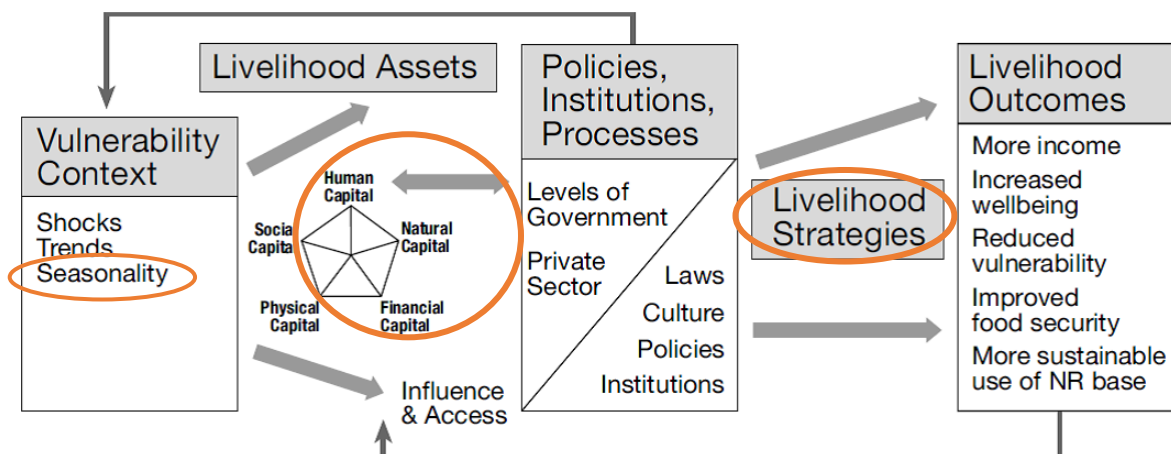 Livelihood Assets
Vulnerability
Context
Shocks
Trends
Seasonality
Human
Capital
Socia
Capital
Natural
Capital
Physical
Capital
Financial
Capital
Influence
& Access
Policies,
Institutions,
Processes
Levels of
Government
Private
Sector
Laws
Culture
Policies
Institutions
Livelihood
Strategies
Livelihood
Outcomes
More income
Increased
wellbeing
Reduced
vulnerability
Improved
food security
More sustainable
use of NR base